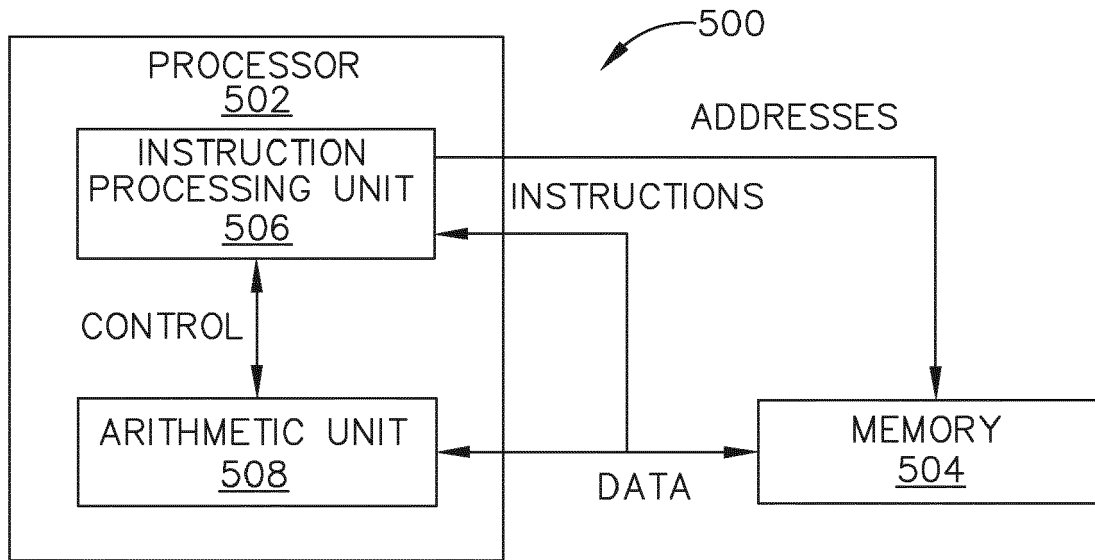 500
PROCESSOR
502
ADDRESSES
INSTRUCTION
PROCESSING UNIT
506
INSTRUCTIONS
CONTROL
ARITHMETIC UNIT
508
DATA
MEMORY
504